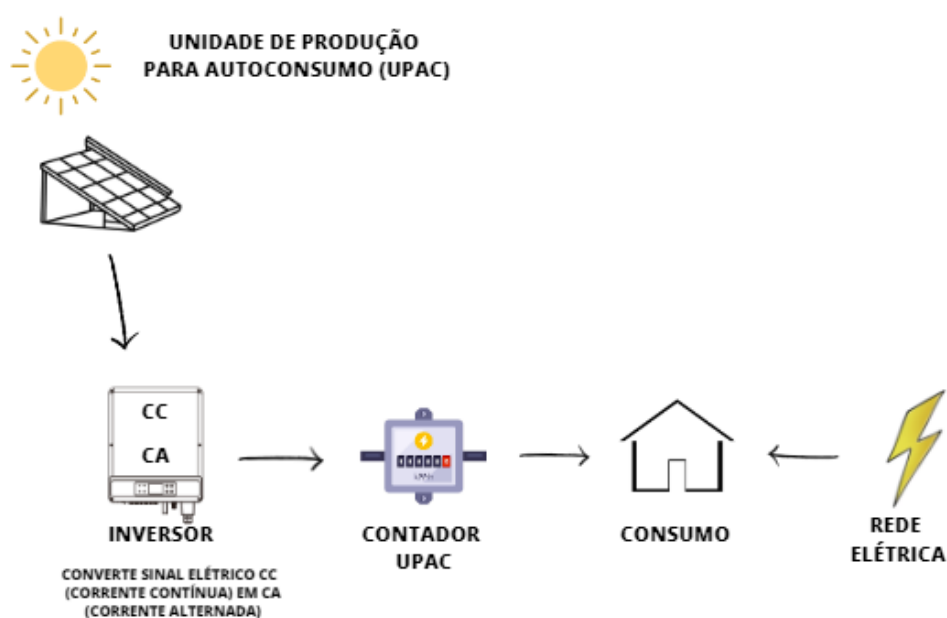 UNIDADE DE PRODUÇÃO
PARA AUTOCONSUMO (UPAC)
CC
CA
INVERSOR
CONVERTE SINAL ELÉTRICO CC
(CORRENTE CONTÍNUA) EM CA
(CORRENTE ALTERNADA)
CONTADOR
UPAC
CONSUMO
REDE
ELÉTRICA